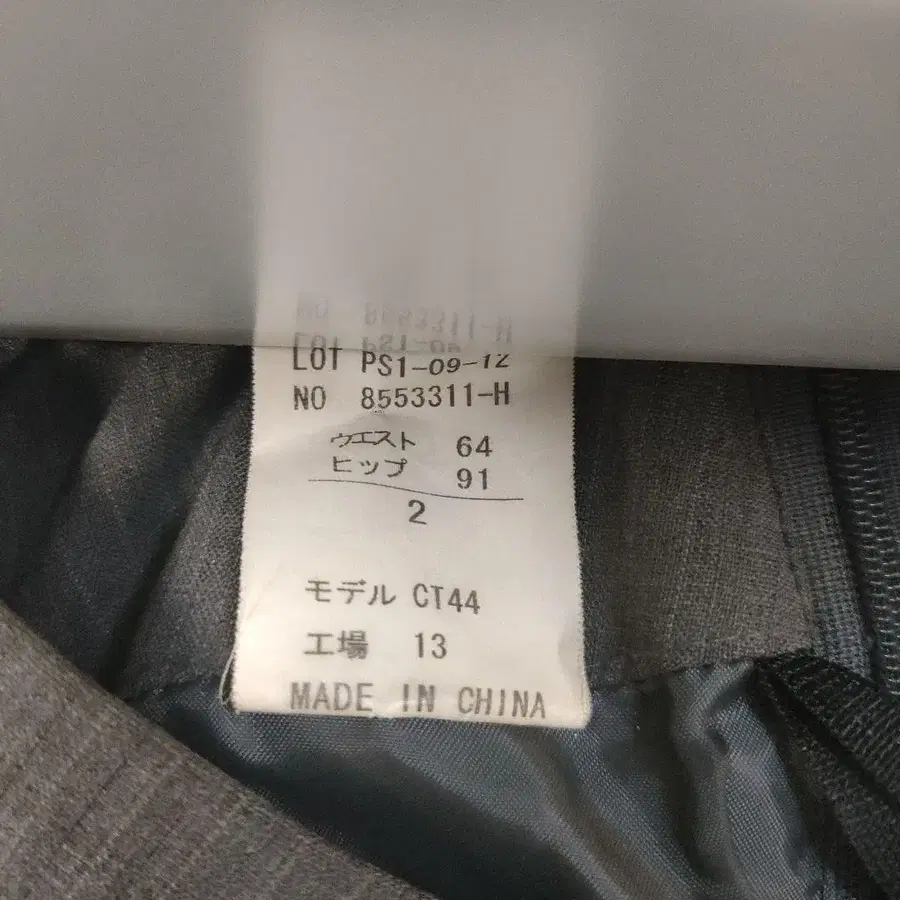 LOT PS1-09-12
NO 8553311-H
ウエスト 64
ヒップ 91
2
モデル CT44
工場 13
MADE IN CHINA